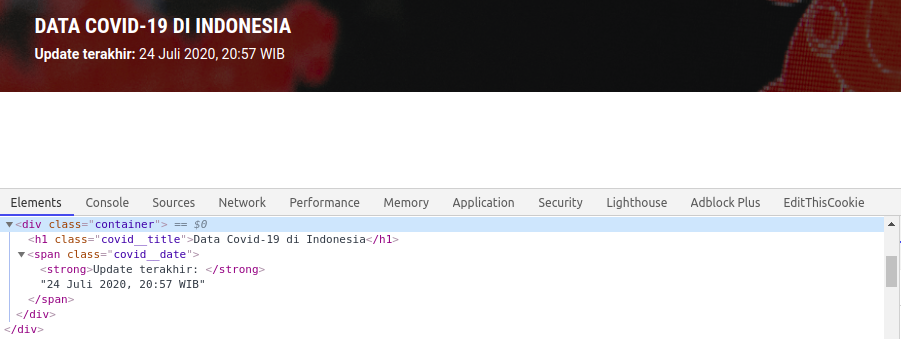 DATA COVID-19 DI INDONESIA
Update terakhir: 24 Juli 2020, 20:57 WIB
Elements Console Sources Network Performance Memory Application Security Lighthouse Adblock Plus EditThisCookie
<div class="container"> == $0
<h1 class="covid__title">Data Covid-19 di Indonesia</h1>
<span class="covid__date">
<strong>Update terakhir: </strong>
"24 Juli 2020, 20:57 WIB"
</span>
</div>
</div>